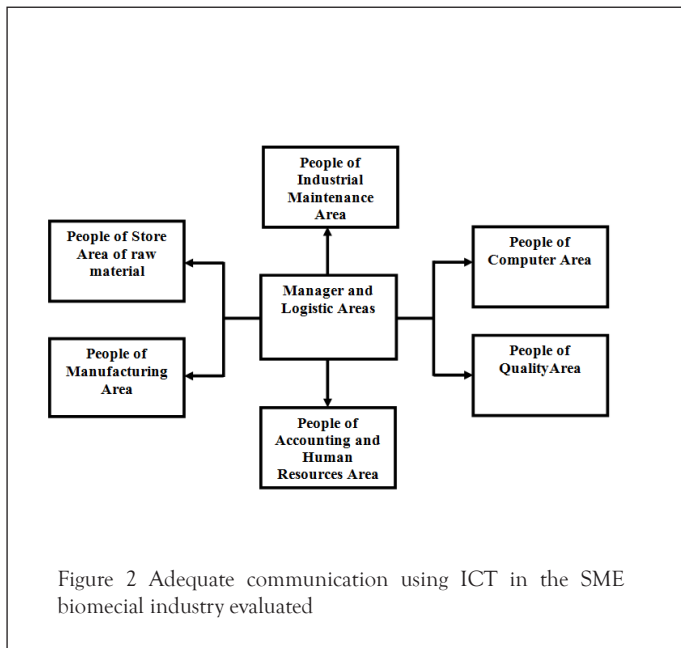 People of
Industrial
Maintenance
Area
People of Store
Area of raw
material
People of
Computer Area
Manager and
Logistic Areas
People of
Manufacturing
Area
People of
QualityArea
People of
Accounting and
Human
Resources Area
Figure 2 Adequate communication using ICT in the SME
biomecial industry evaluated